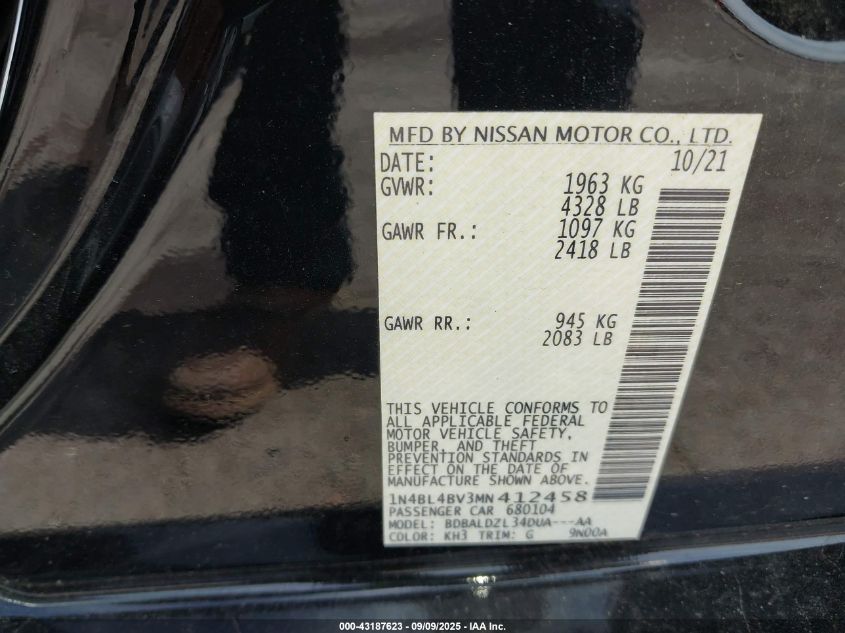 MFD BY NISSAN MOTOR CO., LTD.
DATE: 10/21
GVWR: 1963 KG
4328 LB
GAWR FR.: 1097 KG
2418 LB
GAWR RR.: 945 KG
2083 LB
THIS VEHICLE CONFORMS TO
ALL APPLICABLE FEDERAL
MOTOR VEHICLE SAFETY,
BUMPER, AND THEFT
PREVENTION STANDARDS IN
EFFECT ON THE DATE OF
MANUFACTURE SHOWN ABOVE.
1N4BL4BV3MN412458
PASSENGER CAR 680104
MODEL: BDBALDZL34DUA---AA
COLOR: KH3 TRIM: G 9N00A
000-43187623 - 09/09/2025 - IAA Inc.